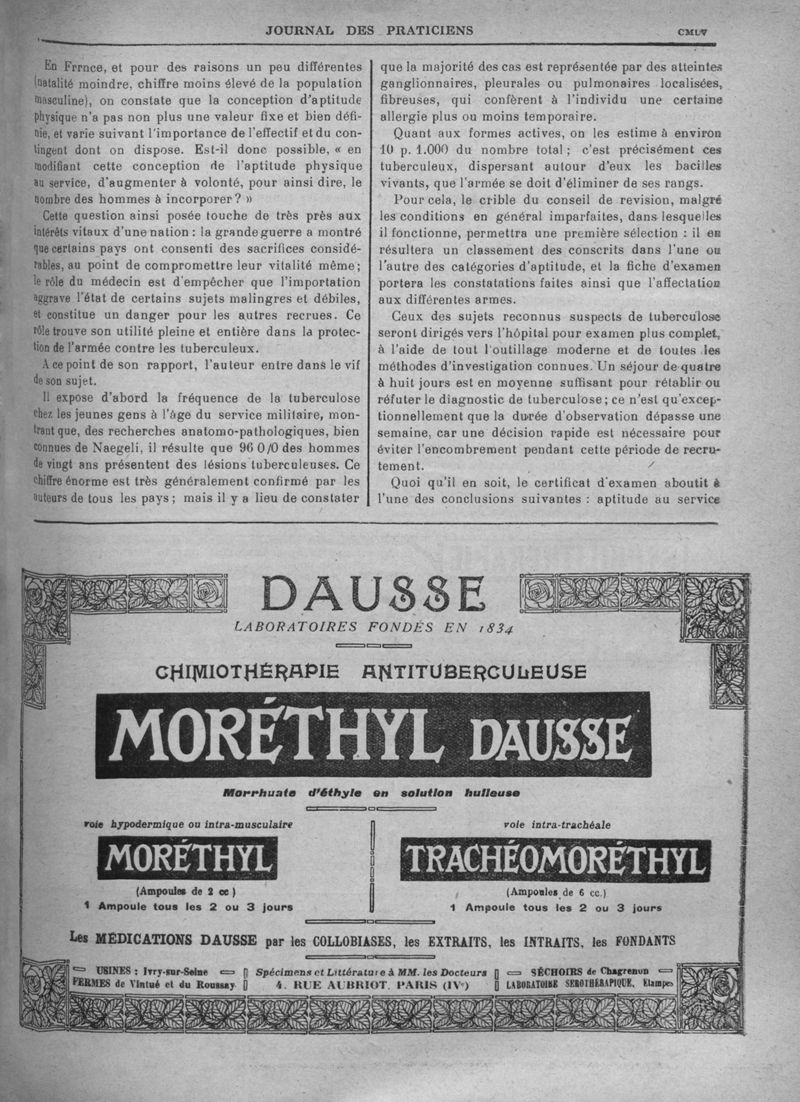 JOURNAL DES PRATICIENS
CMLV
En Frrnce, et pour des raisons un peu différentes
(natalité moindre, chiffre moins élevé de la population
masculine), on constate que la conception d'aptitude
physique n'a pas non plus une valeur fixe et bien défi-
nie, et varie suivant l'importance de l'effectif et du con-
tingent dont on dispose. Est-il donc possible, « en
modifiant cette conception de l'aptitude physique
au service, d'augmenter à volonté, pour ainsi dire, le
nombre des hommes à incorporer ? »
Cette question ainsi posée touche de très près aux
intérêts vitaux d'une nation : la grande guerre a montré
que certains pays ont consenti des sacrifices considé-
rables, au point de compromettre leur vitalité même ;
le rôle du médecin est d'empêcher que l'importation
aggrave l'état de certains sujets malingres et débiles,
et constitue un danger pour les autres recrues. Ce
rôle trouve son utilité pleine et entière dans la protec-
tion de l'armée contre les tuberculeux.
A ce point de son rapport, l'auteur entre dans le vif
de son sujet.
Il expose d'abord la fréquence de la tuberculose
chez les jeunes gens à l'âge du service militaire, mon-
trant que, des recherches anatomo-pathologiques, bien
connues de Naegeli, il résulte que 96 0/0 des hommes
de vingt ans présentent des lésions tuberculeuses. Ce
chiffre énorme est très généralement confirmé par les
auteurs de tous les pays ; mais il y a lieu de constater
que la majorité des cas est représentée par des atteintes
ganglionnaires, pleurales ou pulmonaires localisées,
fibreuses, qui confèrent à l'individu une certaine
allergie plus ou moins temporaire.
Quant aux formes actives, on les estime à environ
10 p. 1.000 du nombre total ; c'est précisément ces
tuberculeux, dispersant autour d'eux les bacilles
vivants, que l'armée se doit d'éliminer de ses rangs.
Pour cela, le crible du conseil de revision, malgré
les conditions en général imparfaites, dans lesquelles
il fonctionne, permettra une première sélection : il en
résultera un classement des conscrits dans l'une ou
l'autre des catégories d'aptitude, et la fiche d'examen
portera les constatations faites ainsi que l'affectation
aux différentes armes.
Ceux des sujets reconnus suspects de tuberculose
seront dirigés vers l'hôpital pour examen plus complet,
à l'aide de tout l'outillage moderne et de toutes les
méthodes d'investigation connues. Un séjour de quatre
à huit jours est en moyenne suffisant pour rétablir ou
réfuter le diagnostic de tuberculose ; ce n'est qu'excep-
tionnellement que la durée d'observation dépasse une
semaine, car une décision rapide est nécessaire pour
éviter l'encombrement pendant cette période de recru-
tement.
Quoi qu'il en soit, le certificat d'examen aboutit à
l'une des conclusions suivantes : aptitude au service
DAUSSE
LABORATOIRES FONDÉS EN 1834
CHIMIOTHÉRAPIE ANTITUBERCULEUSE
MORÉTHYL DAUSSE
Morrhuate d'éthyle en solution huileuse
voie hypodermique ou intra-musculaire
MORÉTHYL
(Ampoules de 2 cc)
1 Ampoule tous les 2 ou 3 jours
voie intra-trachéale
TRACHÉOMORÉTHYL
(Ampoules de 6 cc.)
1 Ampoule tous les 2 ou 3 jours
Les MÉDICATIONS DAUSSE par les COLLOBIASES, les EXTRAITS, les INTRAITS, les FONDANTS
USINES : Ivry-sur-Seine
FERMES de Vintué et du Roussay
Spécimens et Littérature à MM. les Docteurs
4, RUE AUBRIOT, PARIS (IVe)
SÉCHOIRS de Chagrenon
LABORATOIRE SÉROTHÉRAPIQUE, Etampes